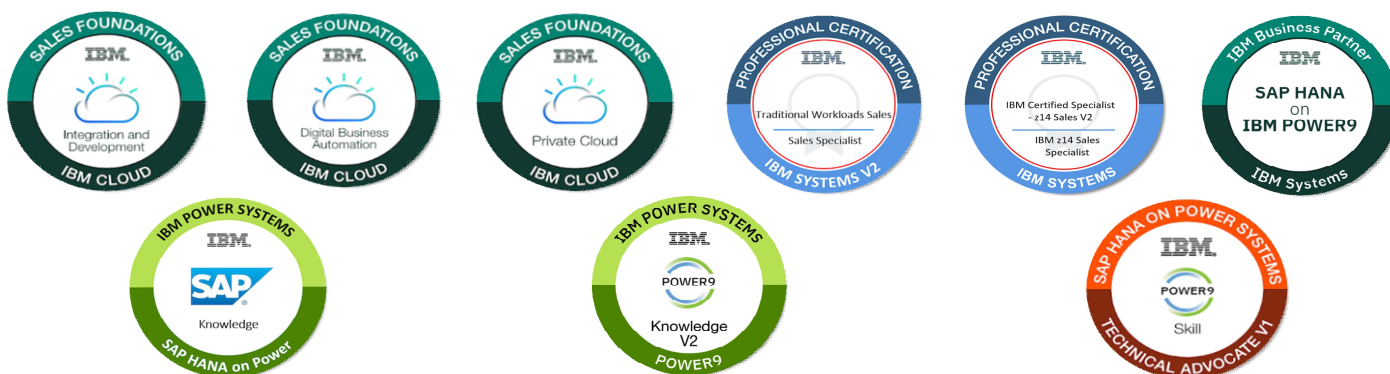 SALES FOUNDATIONS
IBM.
Integration and
Development
IBM CLOUD
SALES FOUNDATIONS
IBM.
Digital Business
Automation
IBM CLOUD
SALES FOUNDATIONS
IBM.
Private Cloud
IBM CLOUD
PROFESSIONAL CERTIFICATION
IBM.
Traditional Workloads Sales
Sales Specialist
IBM SYSTEMS V2
PROFESSIONAL CERTIFICATION
IBM.
IBM Certified Specialist
- z14 Sales V2
IBM z14 Sales
Specialist
IBM SYSTEMS
IBM Business Partner
IBM
SAP HANA
on
IBM POWER9
IBM Systems
IBM POWER SYSTEMS
IBM.
SAP®
Knowledge
SAP HANA on Power
IBM POWER SYSTEMS
IBM.
POWER9
Knowledge
V2
POWER9
SAP HANA ON POWER SYSTEMS
IBM.
POWER9
Skill
TECHNICAL ADVOCATE V1